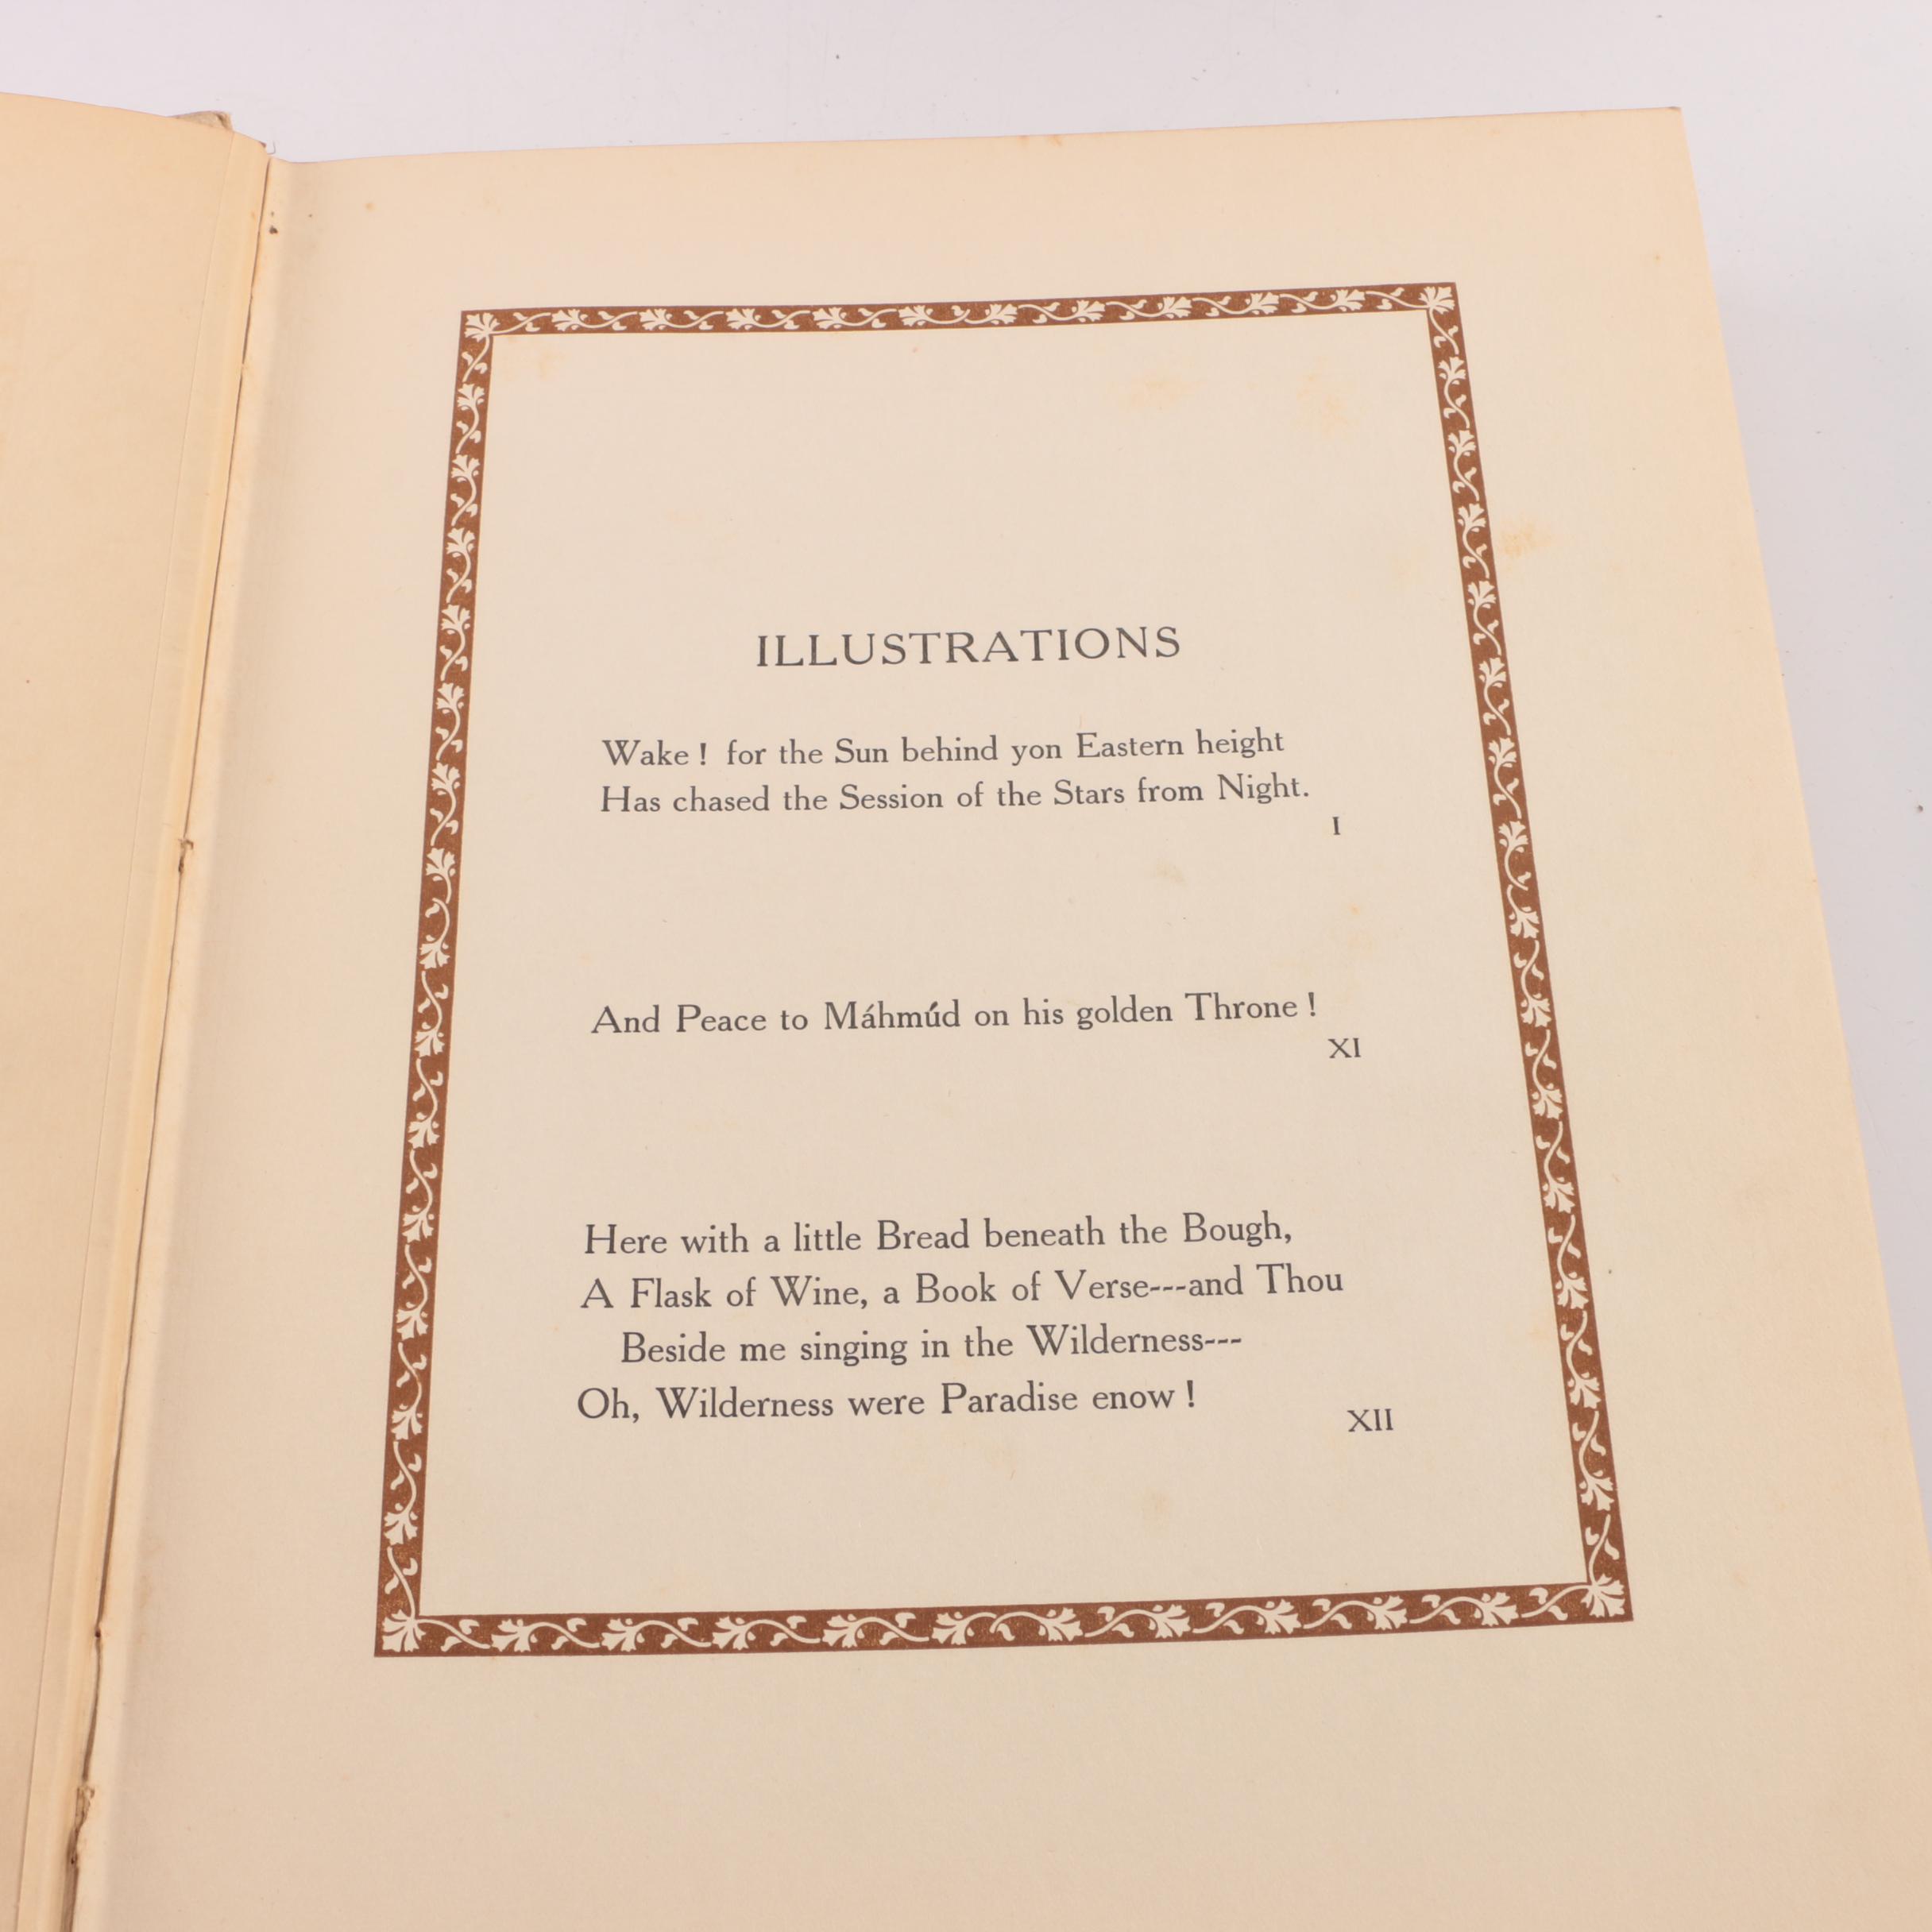 ILLUSTRATIONS
Wake ! for the Sun behind yon Eastern height
Has chased the Session of the Stars from Night.
I
And Peace to Máhmúd on his golden Throne !
XI
Here with a little Bread beneath the Bough,
A Flask of Wine, a Book of Verse---and Thou
Beside me singing in the Wilderness---
Oh, Wilderness were Paradise enow !
XII